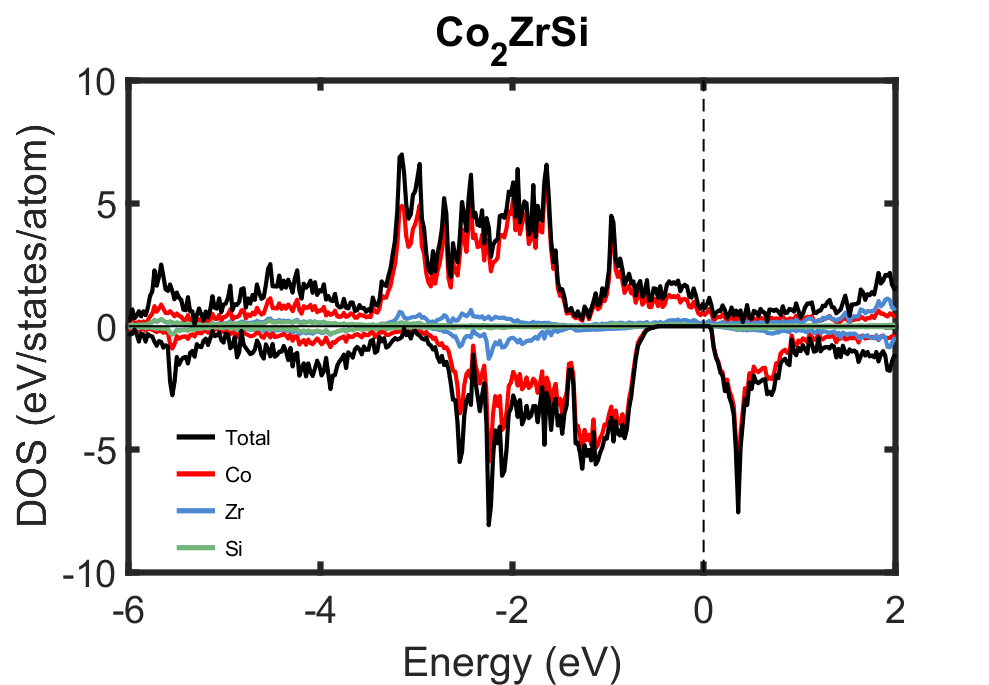 Co₂ZrSi
DOS (eV/states/atom)
10
5
0
-5
-10
Total
Co
Zr
Si
-6 -4 -2 0 2
Energy (eV)